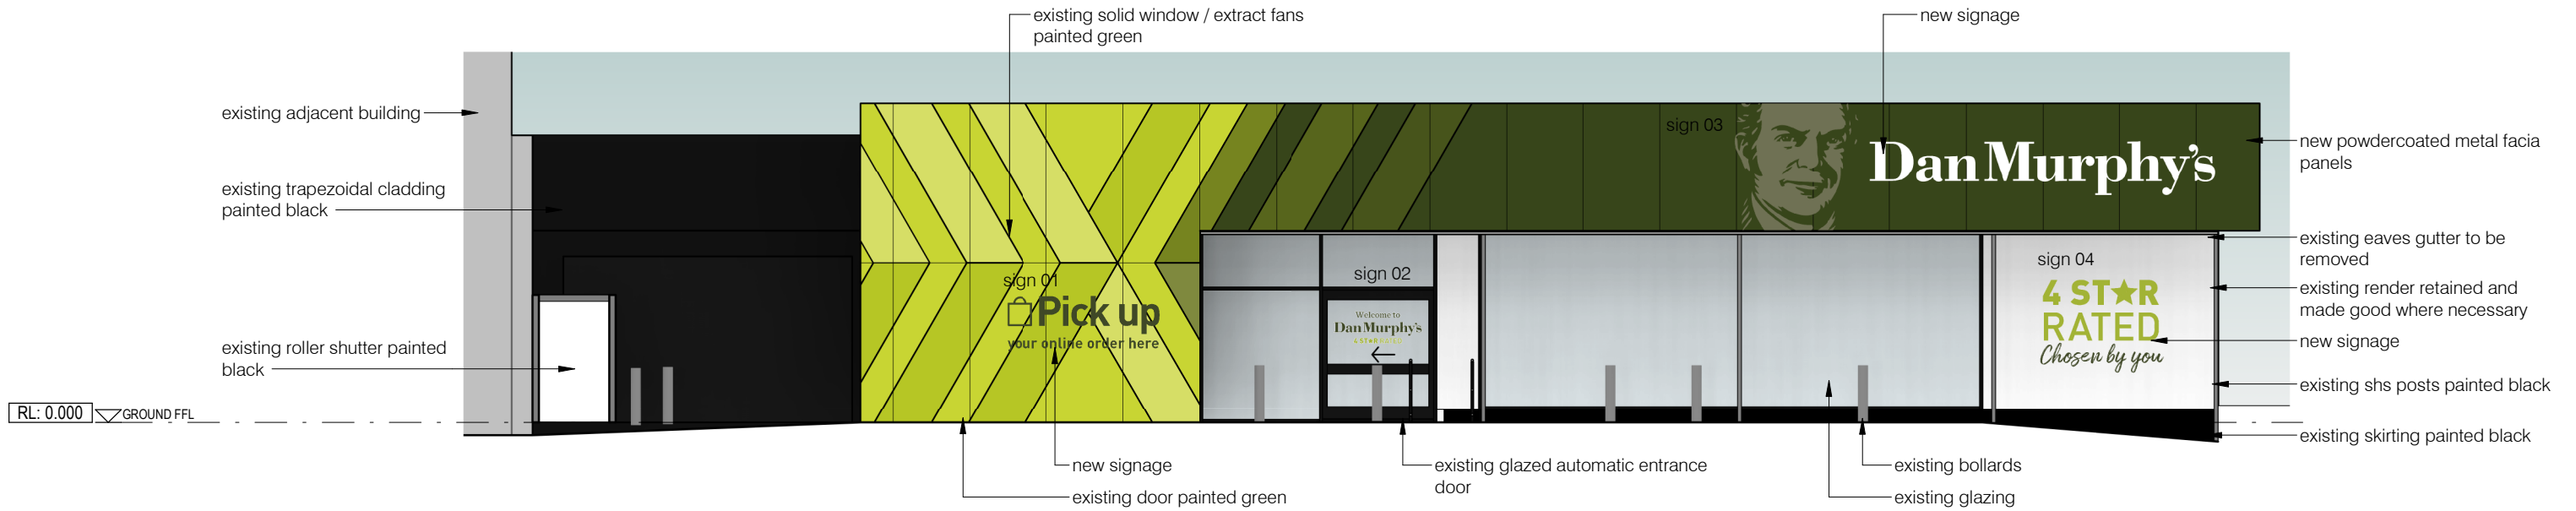 existing solid window / extract fans
painted green
new signage
existing adjacent building
sign 03
Dan Murphy's
new powdercoated metal facia
panels
existing trapezoidal cladding
painted black
existing eaves gutter to be
removed
sign 01
sign 02
sign 04
Pick up
your online order here
Welcome to
Dan Murphy's
4 ST★R
RATED
Chosen by you
existing render retained and
made good where necessary
new signage
existing roller shutter painted
black
existing shs posts painted black
RL: 0.000
GROUND FFL
existing skirting painted black
new signage
existing door painted green
existing glazed automatic entrance
door
existing bollards
existing glazing